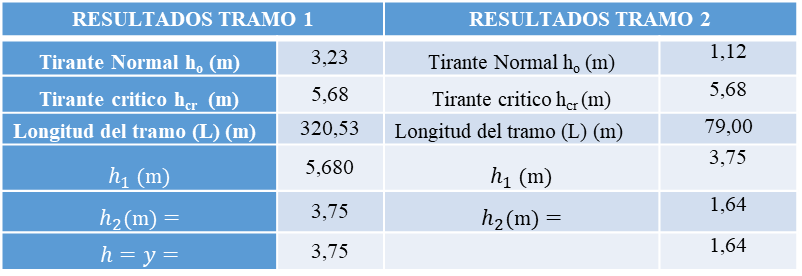 RESULTADOS TRAMO 1 RESULTADOS TRAMO 2
Tirante Normal hₒ (m) 3,23 Tirante Normal hₒ (m) 1,12
Tirante critico h꜀ᵣ (m) 5,68 Tirante critico h꜀ᵣ (m) 5,68
Longitud del tramo (L) (m) 320,53 Longitud del tramo (L) (m) 79,00
ℎ₁ (m) 5,680 ℎ₁ (m) 3,75
ℎ₂(m) = 3,75 ℎ₂(m) = 1,64
ℎ = 𝑦 = 3,75 1,64